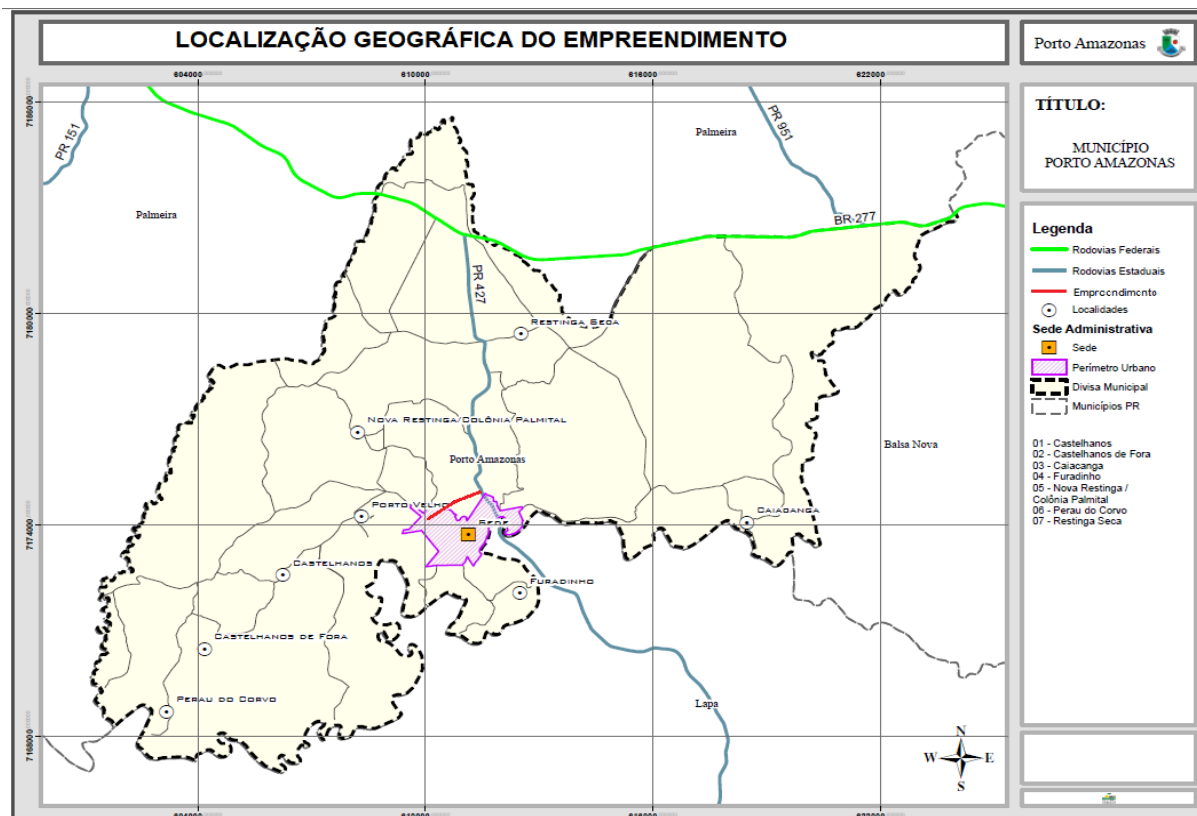 LOCALIZAÇÃO GEOGRÁFICA DO EMPREENDIMENTO
Porto Amazonas
604000
610000
616000
622000
7186000
7180000
7174000
7168000
PR 151
PR 951
Palmeira
Palmeira
BR-277
PR 427
Restinga Seca
Nova Restinga/Colônia/Palmital
Porto Amazonas
Balsa Nova
Porto Velho
Sede
Caiacanga
Castelhanos
Furadinho
Castelhanos de Fora
Perau do Corvo
Lapa
N
W
E
S
TÍTULO:
MUNICÍPIO
PORTO AMAZONAS
Legenda
Rodovias Federais
Rodovias Estaduais
Empreendimento
Localidades
Sede Administrativa
Sede
Perímetro Urbano
Divisa Municipal
Municípios PR
01 - Castelhanos
02 - Castelhanos de Fora
03 - Caiacanga
04 - Furadinho
05 - Nova Restinga /
Colônia Palmital
06 - Perau do Corvo
07 - Restinga Seca